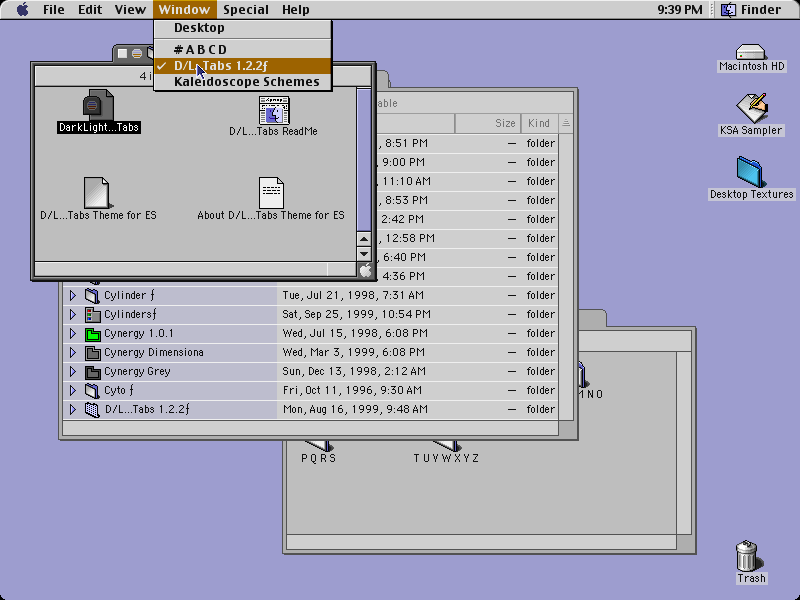 File Edit View Window Special Help 9:39 PM Finder
Desktop
#ABCD
D/L...Tabs 1.2.2ƒ
Kaleidoscope Schemes
4 i
DarkLight...Tabs
D/L...Tabs ReadMe
D/L...Tabs Theme for ES
About D/L...Tabs Theme for ES
able
Size Kind
, 8:51 PM — folder
, 9:00 PM — folder
, 11:10 AM — folder
, 8:53 PM — folder
2:42 PM — folder
, 12:58 PM — folder
6:40 PM — folder
4:36 PM — folder
Cylinder ƒ Tue, Jul 21, 1998, 7:31 AM — folder
Cylindersƒ Sat, Sep 25, 1999, 10:54 PM — folder
Cynergy 1.0.1 Wed, Jul 15, 1998, 6:08 PM — folder
Cynergy Dimensiona Wed, Mar 3, 1999, 6:08 PM — folder
Cynergy Grey Sun, Dec 13, 1998, 2:12 AM — folder
Cyto ƒ Fri, Oct 11, 1996, 9:30 AM — folder
D/L...Tabs 1.2.2ƒ Mon, Aug 16, 1999, 9:48 AM — folder
MNO
PQRS
TUVWXYZ
Macintosh HD
KSA Sampler
Desktop Textures
Trash